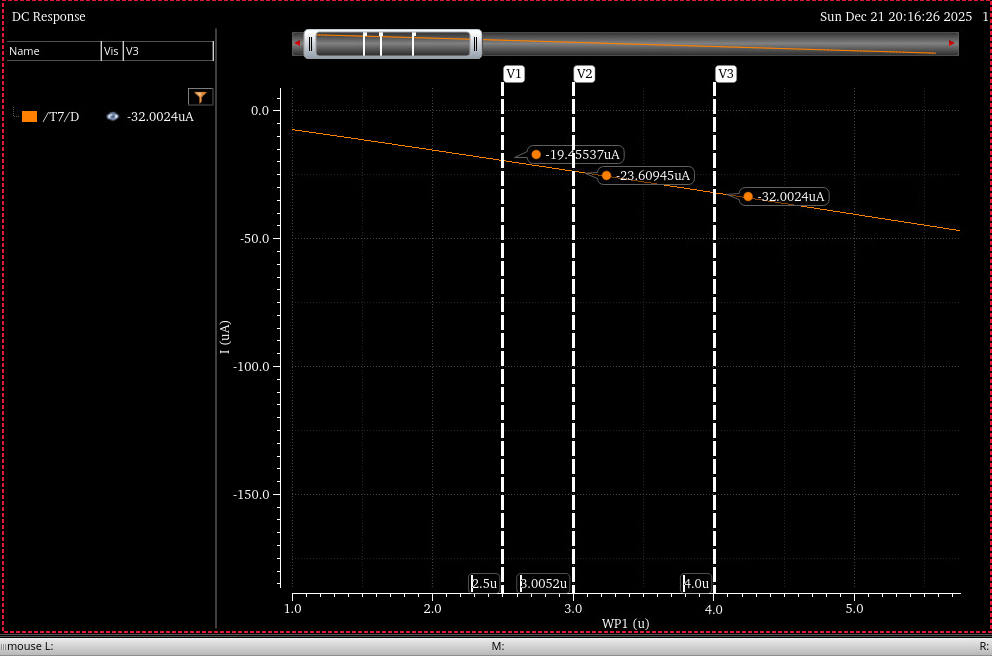 DC Response
Sun Dec 21 20:16:26 2025 1
Name Vis V3
/T7/D -32.0024uA
V1 V2 V3
0.0
-19.45537uA
-23.60945uA
-32.0024uA
-50.0
I (uA)
-100.0
-150.0
2.5u 3.0052u 4.0u
1.0 2.0 3.0 4.0 5.0
WP1 (u)
mouse L: M: R: